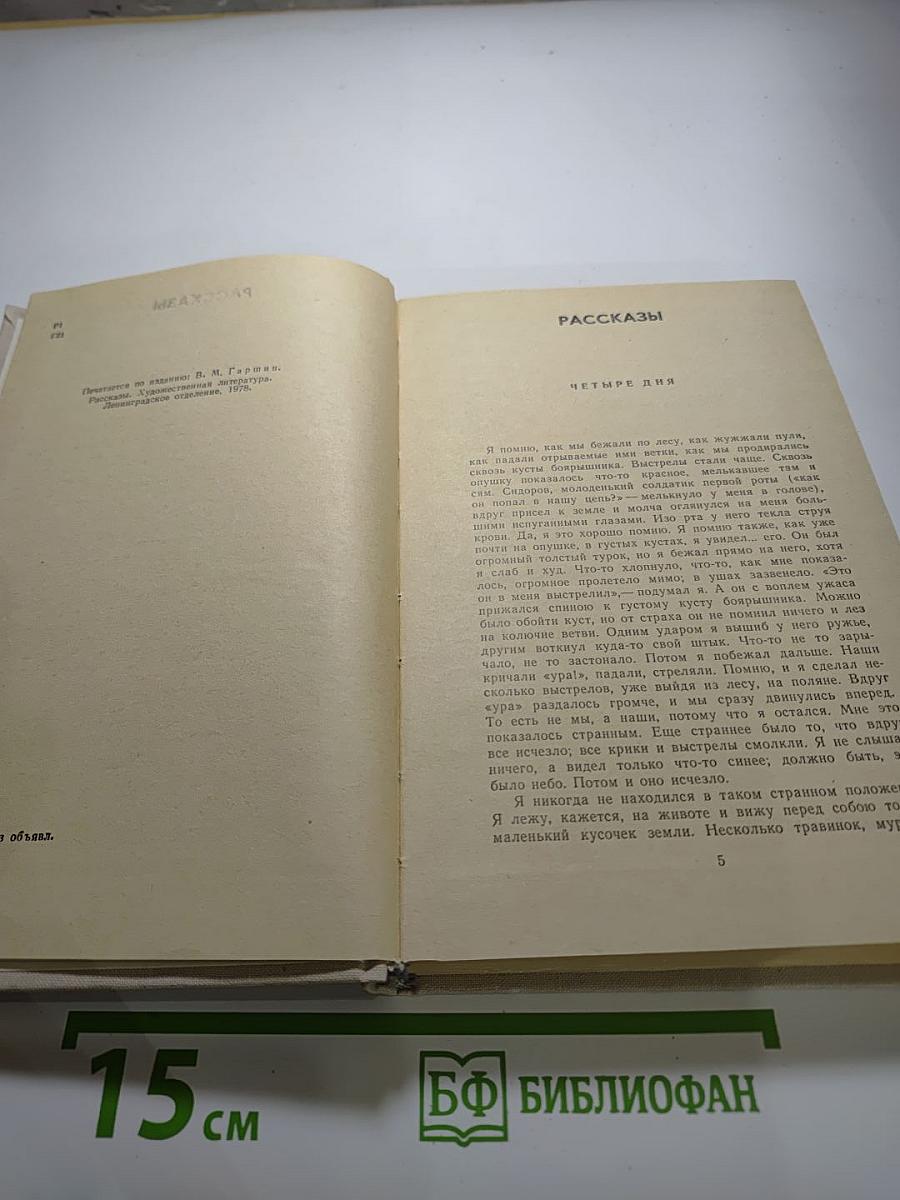 РАССКАЗЫ
Р1
Г21
Печатается по изданию: В. М. Гаршин.
Рассказы. Художественная литература.
Ленинградское отделение, 1978.
з объявл.
РАССКАЗЫ
ЧЕТЫРЕ ДНЯ
Я помню, как мы бежали по лесу, как жужжали пули,
как падали отрываемые ими ветки, как мы продирались
сквозь кусты боярышника. Выстрелы стали чаще. Сквозь
опушку показалось что-то красное, мелькавшее там и
сям. Сидоров, молоденький солдатик первой роты («как
он попал в нашу цепь?» — мелькнуло у меня в голове),
вдруг присел к земле и молча оглянулся на меня боль-
шими испуганными глазами. Изо рта у него текла струя
крови. Да, я это хорошо помню. Я помню также, как уже
почти на опушке, в густых кустах, я увидел... его. Он был
огромный толстый турок, но я бежал прямо на него, хотя
я слаб и худ. Что-то хлопнуло, что-то, как мне показа-
лось, огромное пролетело мимо; в ушах зазвенело. «Это
он в меня выстрелил», — подумал я. А он с воплем ужаса
прижался спиною к густому кусту боярышника. Можно
было обойти куст, но от страха он не помнил ничего и лез
на колючие ветви. Одним ударом я вышиб у него ружье,
другим воткнул куда-то свой штык. Что-то не то зары-
чало, не то застонало. Потом я побежал дальше. Наши
кричали «ура!», падали, стреляли. Помню, и я сделал не-
сколько выстрелов, уже выйдя из лесу, на поляне. Вдруг
«ура» раздалось громче, и мы сразу двинулись вперед.
То есть не мы, а наши, потому что я остался. Мне это
показалось странным. Еще страннее было то, что вдру
все исчезло; все крики и выстрелы смолкли. Я не слыша
ничего, а видел только что-то синее; должно быть, э
было небо. Потом и оно исчезло.
Я никогда не находился в таком странном положен
Я лежу, кажется, на животе и вижу перед собою то
маленький кусочек земли. Несколько травинок, мур
5
15 см
БФ БИБЛИОФАН